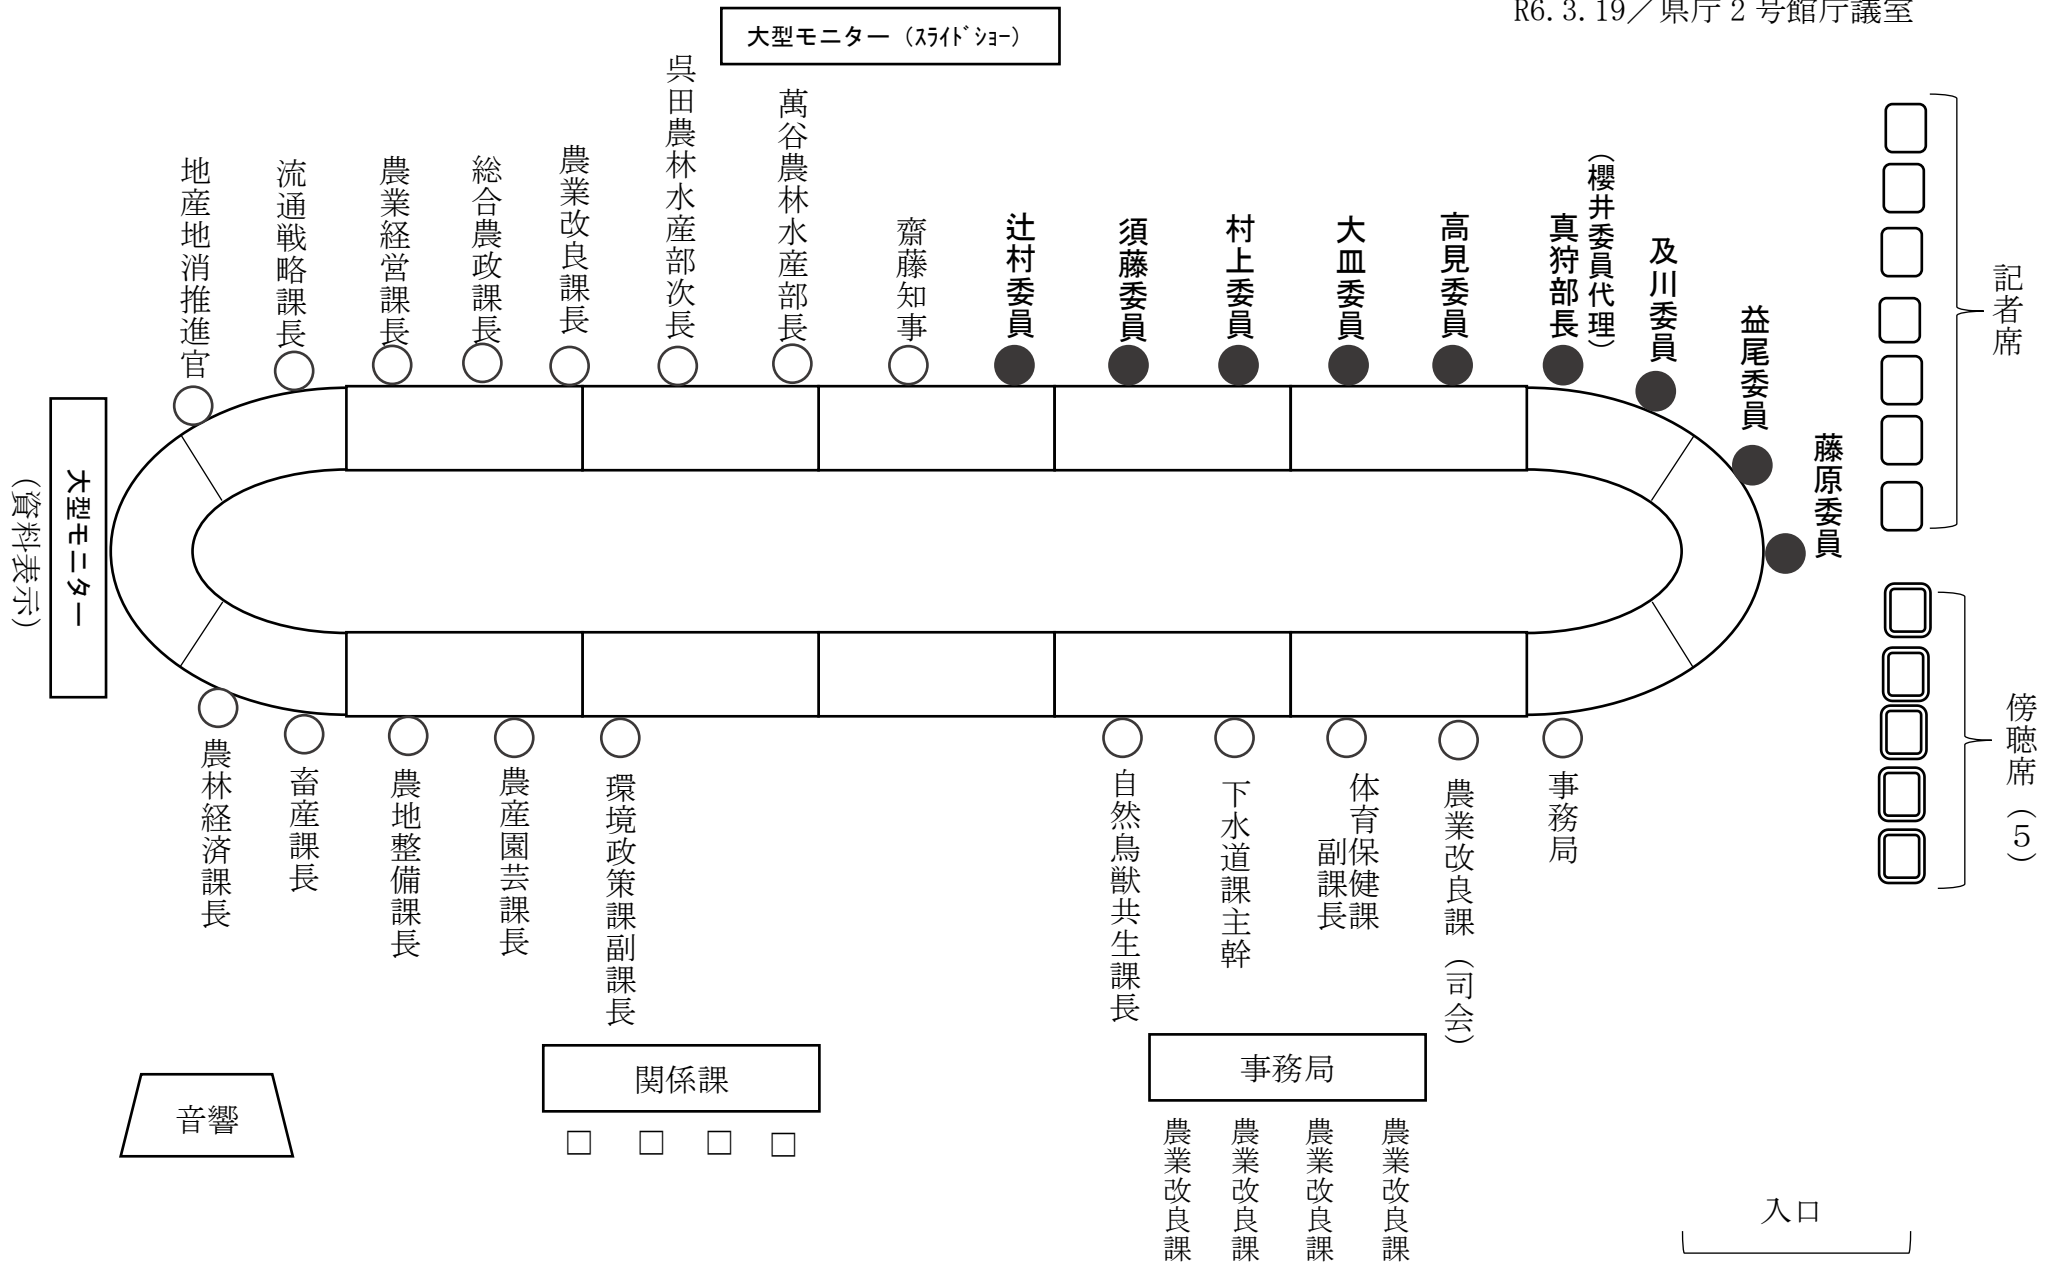 R6.3.19／県庁２号館庁議室
大型モニター（ｽﾗｲﾄﾞｼｮｰ）
地産地消推進官
流通戦略課長
農業経営課長
総合農政課長
農業改良課長
呉田農林水産部次長
萬谷農林水産部長
齋藤知事
辻村委員
須藤委員
村上委員
大皿委員
高見委員
真狩部長
（櫻井委員代理）
及川委員
益尾委員
藤原委員
記者席
傍聴席（５）
大型モニター
（資料表示）
農林経済課長
畜産課長
農地整備課長
農産園芸課長
環境政策課副課長
自然鳥獣共生課長
下水道課主幹
体育保健課
副課長
農業改良課（司会）
事務局
音響
関係課
事務局
農業改良課
農業改良課
農業改良課
農業改良課
入口